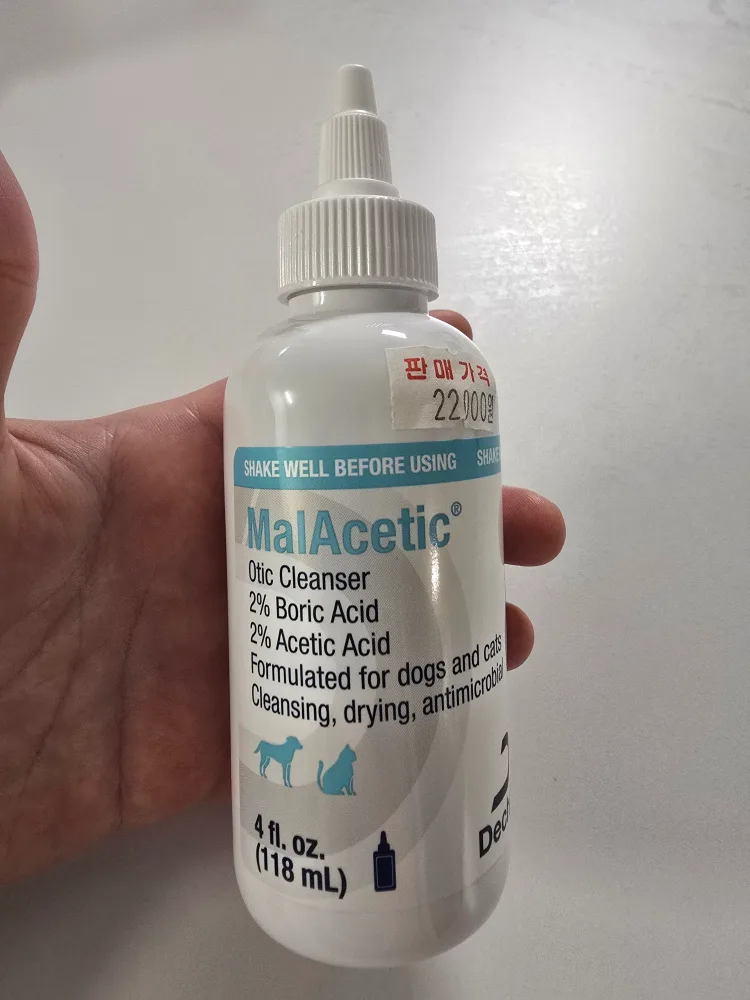 판매가격
22,000원
SHAKE WELL BEFORE USING SHAKE
MalAcetic®
Otic Cleanser
2% Boric Acid
2% Acetic Acid
Formulated for dogs and cats
Cleansing, drying, antimicrobial
4 fl. oz.
(118 mL)